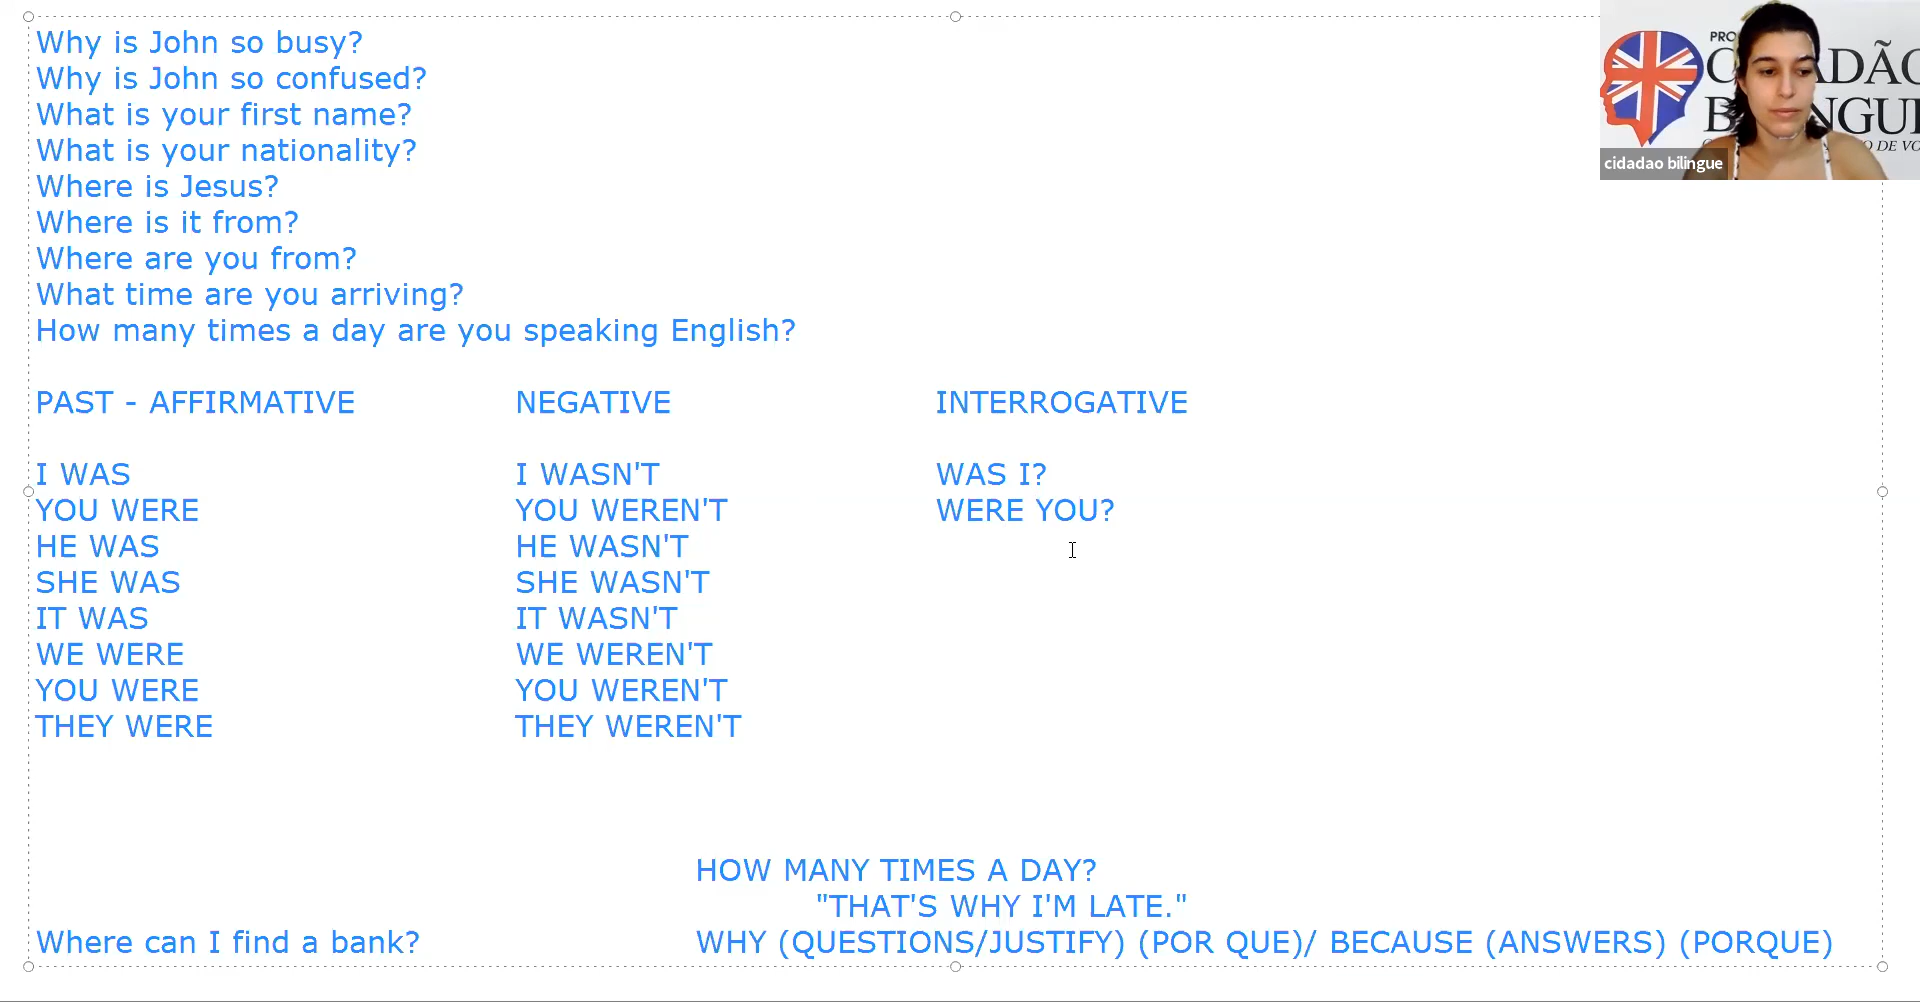 Why is John so busy?
Why is John so confused?
What is your first name?
What is your nationality?
Where is Jesus?
Where is it from?
Where are you from?
What time are you arriving?
How many times a day are you speaking English?
PAST - AFFIRMATIVE NEGATIVE INTERROGATIVE
I WAS I WASN'T WAS I?
YOU WERE YOU WEREN'T WERE YOU?
HE WAS HE WASN'T
SHE WAS SHE WASN'T
IT WAS IT WASN'T
WE WERE WE WEREN'T
YOU WERE YOU WEREN'T
THEY WERE THEY WEREN'T
HOW MANY TIMES A DAY?
"THAT'S WHY I'M LATE."
Where can I find a bank? WHY (QUESTIONS/JUSTIFY) (POR QUE)/ BECAUSE (ANSWERS) (PORQUE)
cidadao bilingue